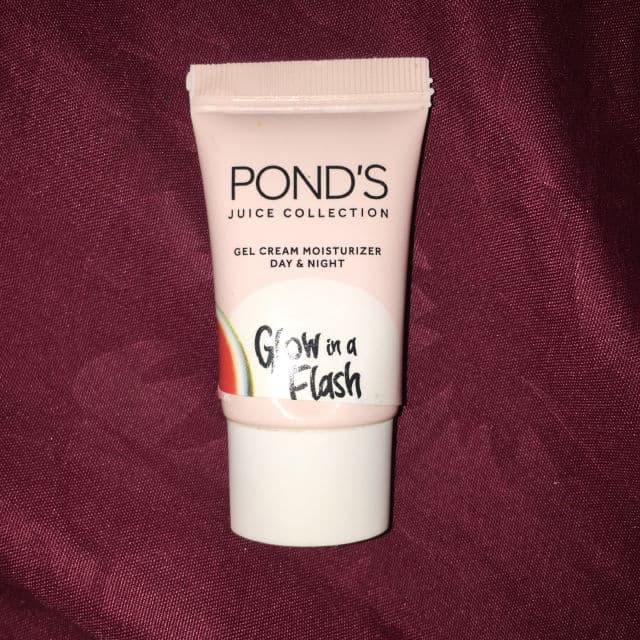 POND'S
JUICE COLLECTION
GEL CREAM MOISTURIZER
DAY & NIGHT
Glow in a
Flash